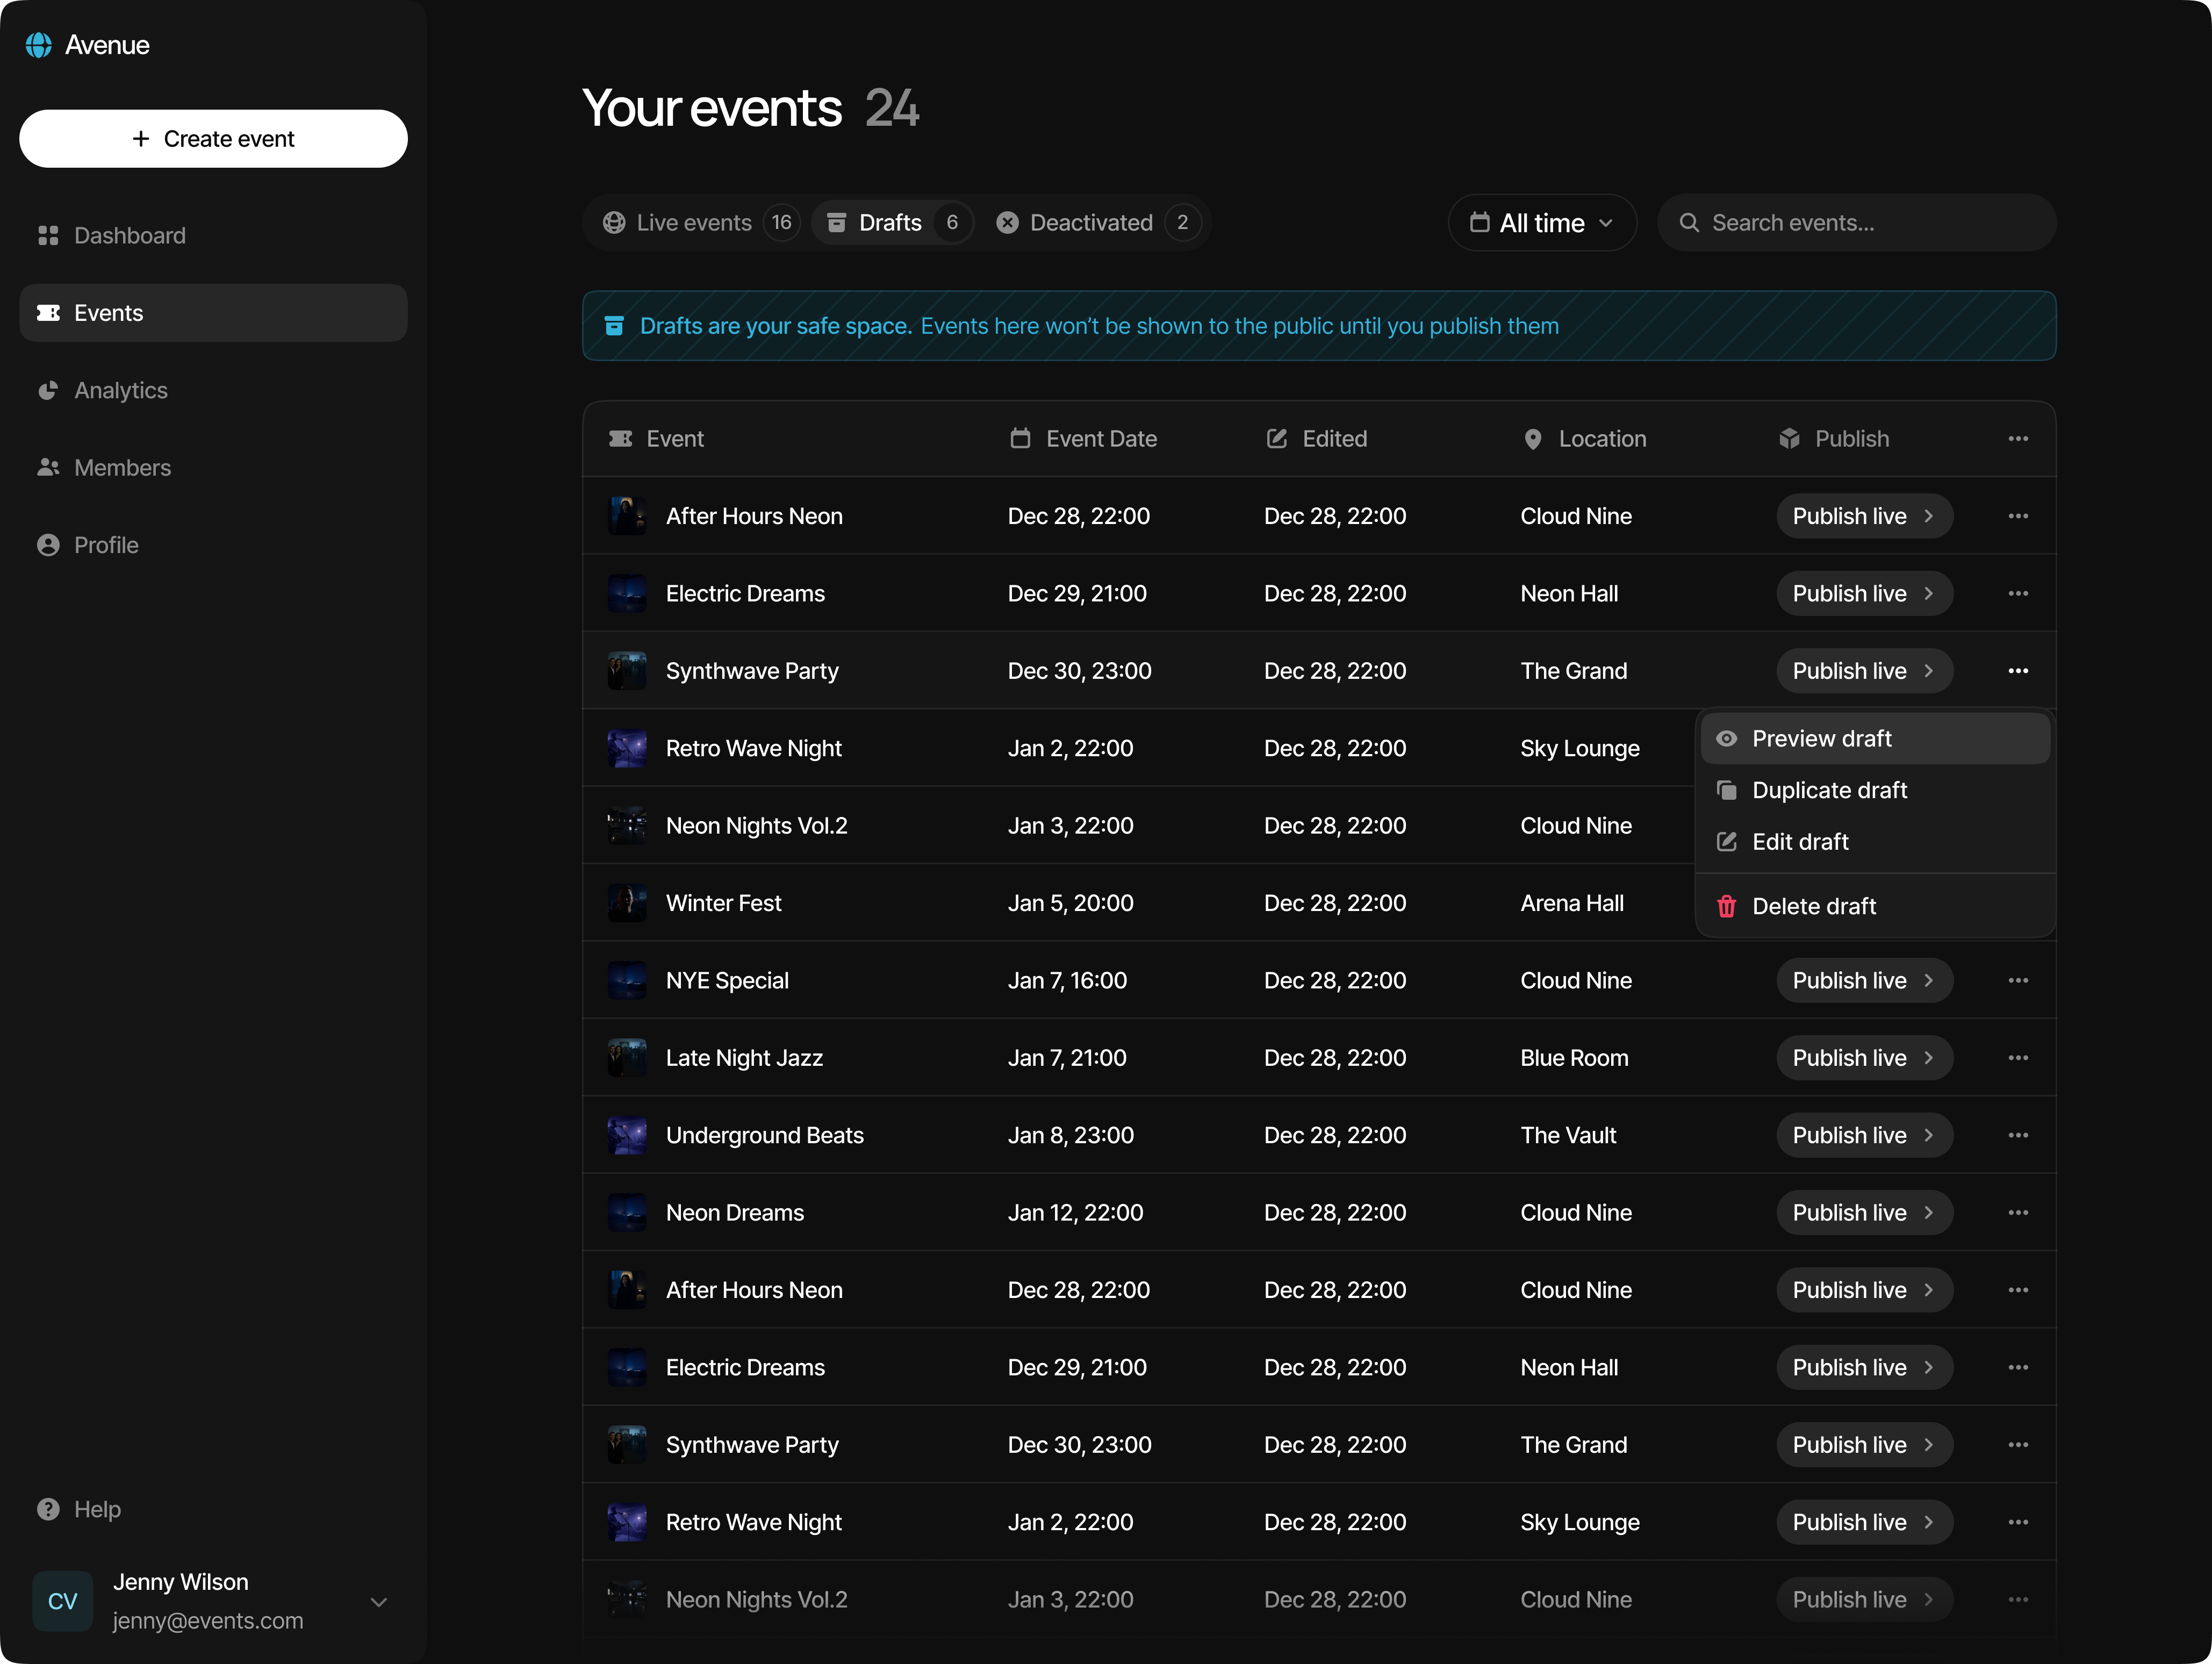 Avenue
Create event
Dashboard
Events
Analytics
Members
Profile
Help
CV
Jenny Wilson
jenny@events.com
Your events 24
Live events 16 Drafts 6 Deactivated 2
All time
Search events...
Drafts are your safe space. Events here won’t be shown to the public until you publish them
Event Event Date Edited Location Publish
After Hours Neon Dec 28, 22:00 Dec 28, 22:00 Cloud Nine Publish live
Electric Dreams Dec 29, 21:00 Dec 28, 22:00 Neon Hall Publish live
Synthwave Party Dec 30, 23:00 Dec 28, 22:00 The Grand Publish live
Retro Wave Night Jan 2, 22:00 Dec 28, 22:00 Sky Lounge
Neon Nights Vol.2 Jan 3, 22:00 Dec 28, 22:00 Cloud Nine
Winter Fest Jan 5, 20:00 Dec 28, 22:00 Arena Hall
Preview draft
Duplicate draft
Edit draft
Delete draft
NYE Special Jan 7, 16:00 Dec 28, 22:00 Cloud Nine Publish live
Late Night Jazz Jan 7, 21:00 Dec 28, 22:00 Blue Room Publish live
Underground Beats Jan 8, 23:00 Dec 28, 22:00 The Vault Publish live
Neon Dreams Jan 12, 22:00 Dec 28, 22:00 Cloud Nine Publish live
After Hours Neon Dec 28, 22:00 Dec 28, 22:00 Cloud Nine Publish live
Electric Dreams Dec 29, 21:00 Dec 28, 22:00 Neon Hall Publish live
Synthwave Party Dec 30, 23:00 Dec 28, 22:00 The Grand Publish live
Retro Wave Night Jan 2, 22:00 Dec 28, 22:00 Sky Lounge Publish live
Neon Nights Vol.2 Jan 3, 22:00 Dec 28, 22:00 Cloud Nine Publish live